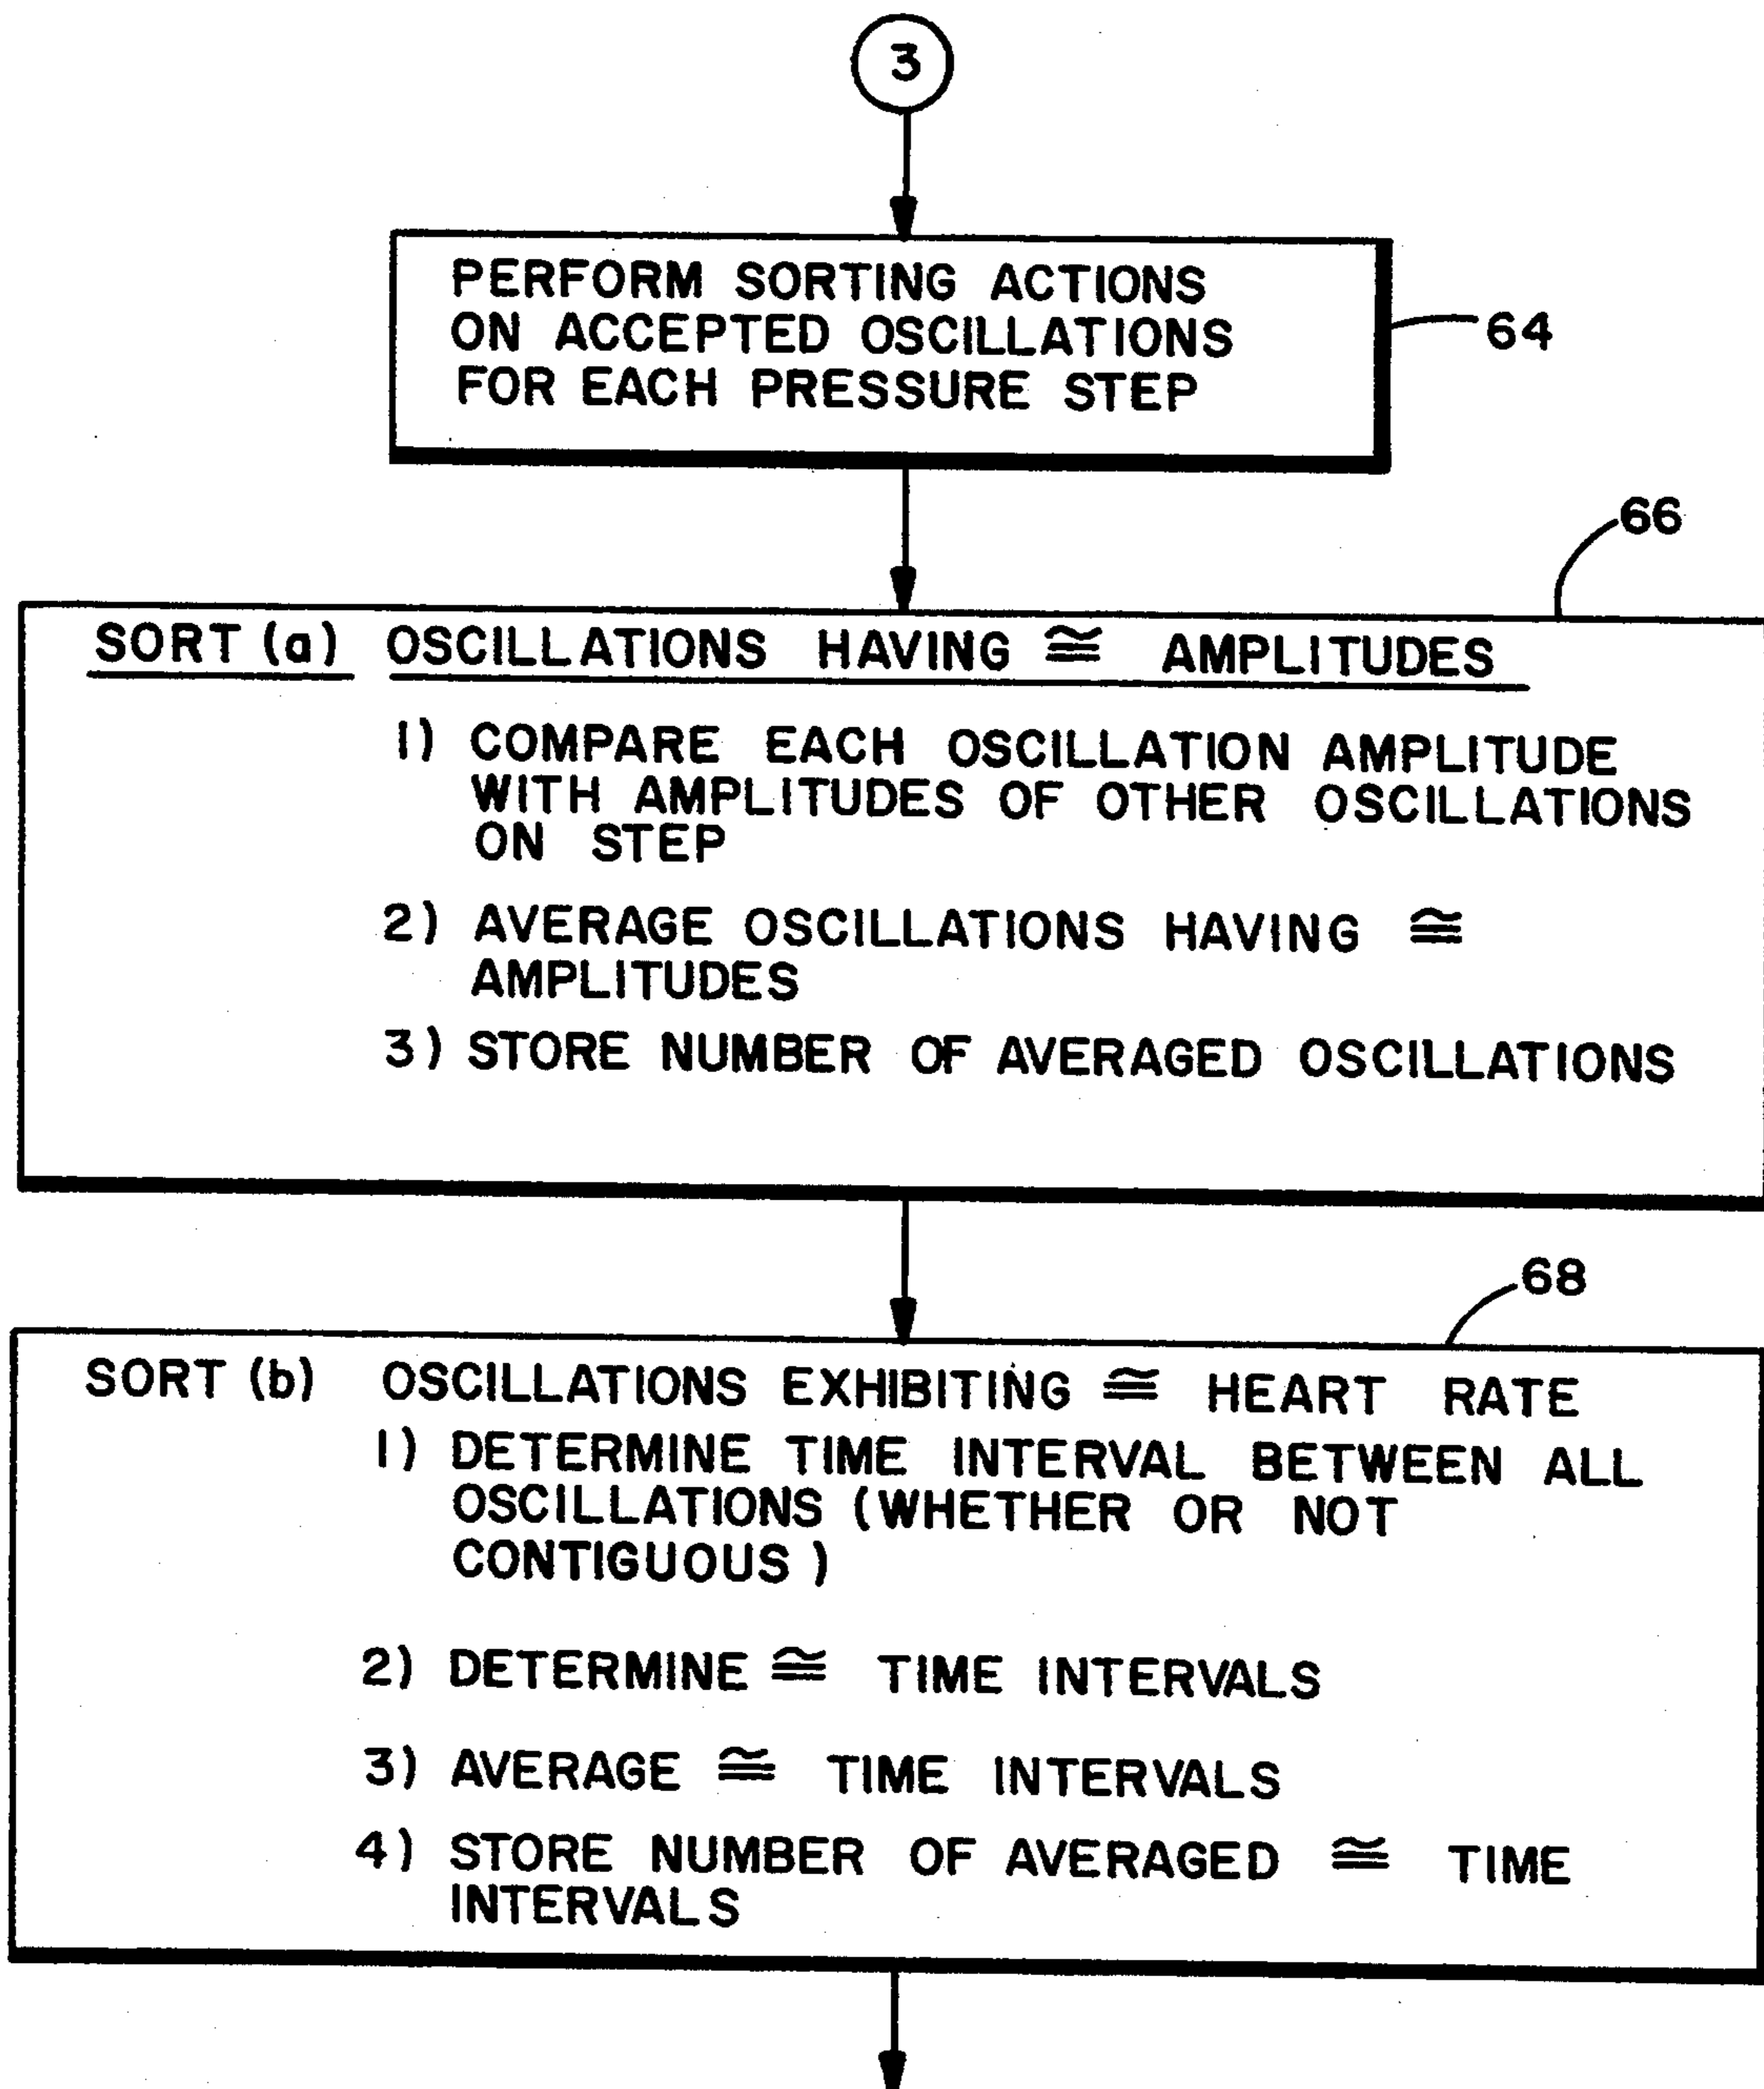 3
PERFORM SORTING ACTIONS
ON ACCEPTED OSCILLATIONS
FOR EACH PRESSURE STEP
64
66
SORT (a) OSCILLATIONS HAVING ≅ AMPLITUDES
1) COMPARE EACH OSCILLATION AMPLITUDE
WITH AMPLITUDES OF OTHER OSCILLATIONS
ON STEP
2) AVERAGE OSCILLATIONS HAVING ≅
AMPLITUDES
3) STORE NUMBER OF AVERAGED OSCILLATIONS
68
SORT (b) OSCILLATIONS EXHIBITING ≅ HEART RATE
1) DETERMINE TIME INTERVAL BETWEEN ALL
OSCILLATIONS (WHETHER OR NOT
CONTIGUOUS)
2) DETERMINE ≅ TIME INTERVALS
3) AVERAGE ≅ TIME INTERVALS
4) STORE NUMBER OF AVERAGED ≅ TIME
INTERVALS